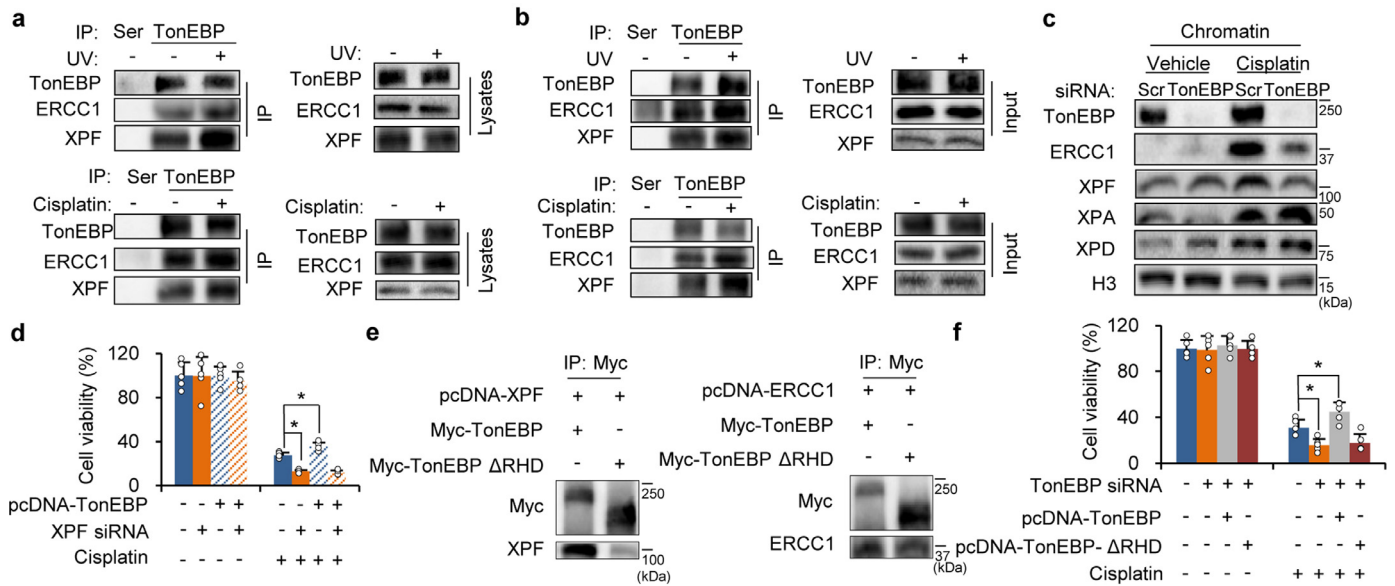 a
IP: Ser TonEBP
UV: - - +
TonEBP
ERCC1
XPF
IP
UV: - +
TonEBP
ERCC1
XPF
Lysates
IP: Ser TonEBP
Cisplatin: - - +
TonEBP
ERCC1
XPF
IP
Cisplatin: - +
TonEBP
ERCC1
XPF
Lysates
b
IP: Ser TonEBP
UV - - +
TonEBP
ERCC1
XPF
IP
UV - +
TonEBP
ERCC1
XPF
Input
IP: Ser TonEBP
Cisplatin: - - +
TonEBP
ERCC1
XPF
IP
Cisplatin: - +
TonEBP
ERCC1
XPF
Input
c
Chromatin
Vehicle Cisplatin
siRNA: Scr TonEBP Scr TonEBP
TonEBP 250
ERCC1 37
XPF 100
XPA 50
XPD 75
H3 15
(kDa)
d
Cell viability (%)
120
80
40
0
* *
pcDNA-TonEBP - - + + - - + +
XPF siRNA - + - + - + - +
Cisplatin - - - - + + + +
e
IP: Myc
pcDNA-XPF + +
Myc-TonEBP +
Myc-TonEBP ΔRHD +
Myc 250
XPF 100
(kDa)
IP: Myc
pcDNA-ERCC1 + +
Myc-TonEBP +
Myc-TonEBP ΔRHD +
Myc 250
ERCC1 37
(kDa)
f
Cell viability (%)
120
80
40
0
* *
TonEBP siRNA - + + + - + + +
pcDNA-TonEBP - - + - - - + -
pcDNA-TonEBP- ΔRHD - - - + - - - +
Cisplatin - - - - + + + +